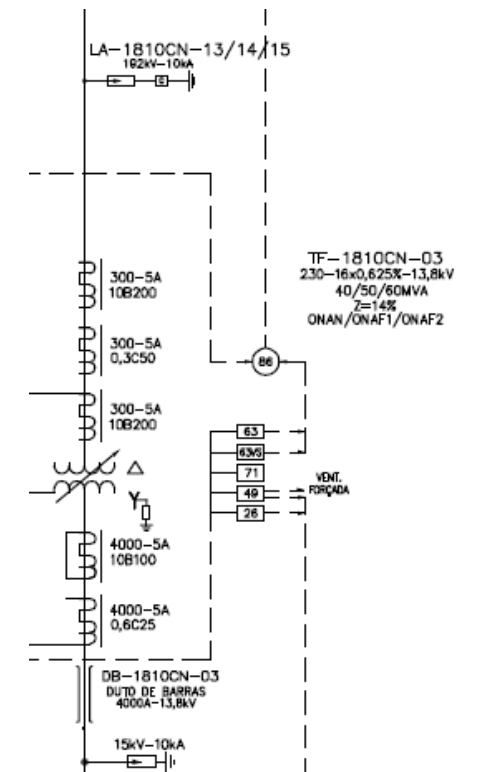 LA-1810CN-13/14/15
192kV-10kA
C
TF-1810CN-03
230-16x0,625%-13,8kV
40/50/60MVA
Z=14%
ONAN/ONAF1/ONAF2
300-5A
10B200
300-5A
0,3C50
86
300-5A
10B200
63
63VS
71
49
26
VENT.
FORÇADA
4000-5A
10B100
4000-5A
0,6C25
DB-1810CN-03
DUTO DE BARRAS
4000A-13,8kV
15kV-10kA